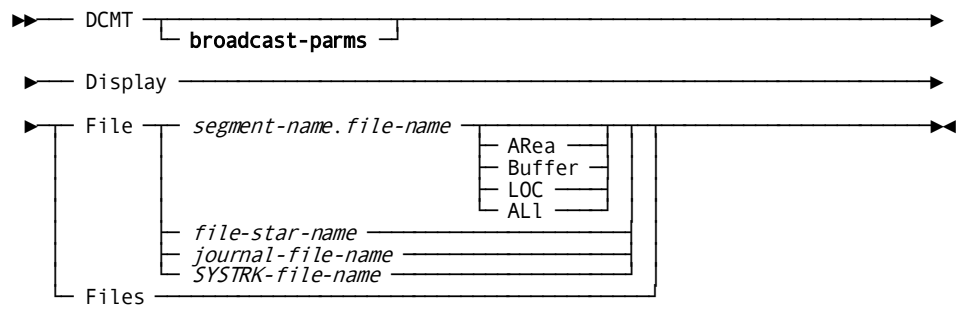 DCMT
broadcast-parms
Display
File segment-name.file-name
ARea
Buffer
LOC
ALl
file-star-name
journal-file-name
SYSTRK-file-name
Files